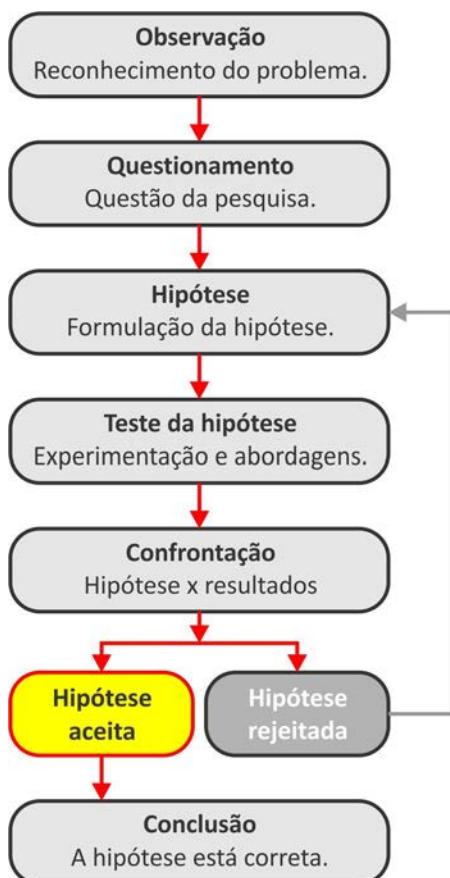 Observação
Reconhecimento do problema.
Questionamento
Questão da pesquisa.
Hipótese
Formulação da hipótese.
Teste da hipótese
Experimentação e abordagens.
Confrontação
Hipótese x resultados
Hipótese
aceita
Hipótese
rejeitada
Conclusão
A hipótese está correta.